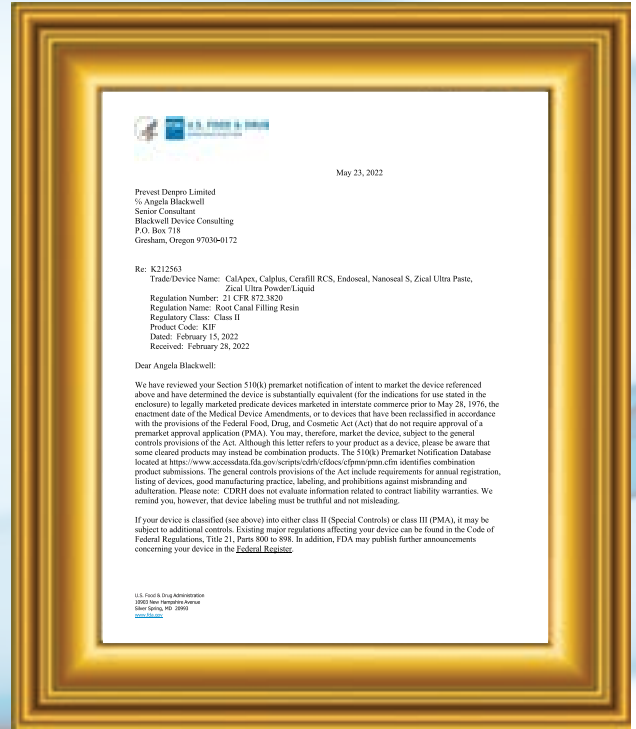 U.S. FOOD & DRUG
May 23, 2022
Prevest Denpro Limited
℅ Angela Blackwell
Senior Consultant
Blackwell Device Consulting
P.O. Box 718
Gresham, Oregon 97030-0172
Re: K212563
Trade/Device Name: CalApex, Calplus, Cerafill RCS, Endoseal, Nanoseal S, Zical Ultra Paste,
Zical Ultra Powder/Liquid
Regulation Number: 21 CFR 872.3820
Regulation Name: Root Canal Filling Resin
Regulatory Class: Class II
Product Code: KIF
Dated: February 15, 2022
Received: February 28, 2022
Dear Angela Blackwell:
We have reviewed your Section 510(k) premarket notification of intent to market the device referenced
above and have determined the device is substantially equivalent (for the indications for use stated in the
enclosure) to legally marketed predicate devices marketed in interstate commerce prior to May 28, 1976, the
enactment date of the Medical Device Amendments, or to devices that have been reclassified in accordance
with the provisions of the Federal Food, Drug, and Cosmetic Act (Act) that do not require approval of a
premarket approval application (PMA). You may, therefore, market the device, subject to the general
controls provisions of the Act. Although this letter refers to your product as a device, please be aware that
some cleared products may instead be combination products. The 510(k) Premarket Notification Database
located at https://www.accessdata.fda.gov/scripts/cdrh/cfdocs/cfpmn/pmn.cfm identifies combination
product submissions. The general controls provisions of the Act include requirements for annual registration,
listing of devices, good manufacturing practice, labeling, and prohibitions against misbranding and
adulteration. Please note: CDRH does not evaluate information related to contract liability warranties. We
remind you, however, that device labeling must be truthful and not misleading.
If your device is classified (see above) into either class II (Special Controls) or class III (PMA), it may be
subject to additional controls. Existing major regulations affecting your device can be found in the Code of
Federal Regulations, Title 21, Parts 800 to 898. In addition, FDA may publish further announcements
concerning your device in the Federal Register.
U.S. Food & Drug Administration
10903 New Hampshire Avenue
Silver Spring, MD 20993
www.fda.gov